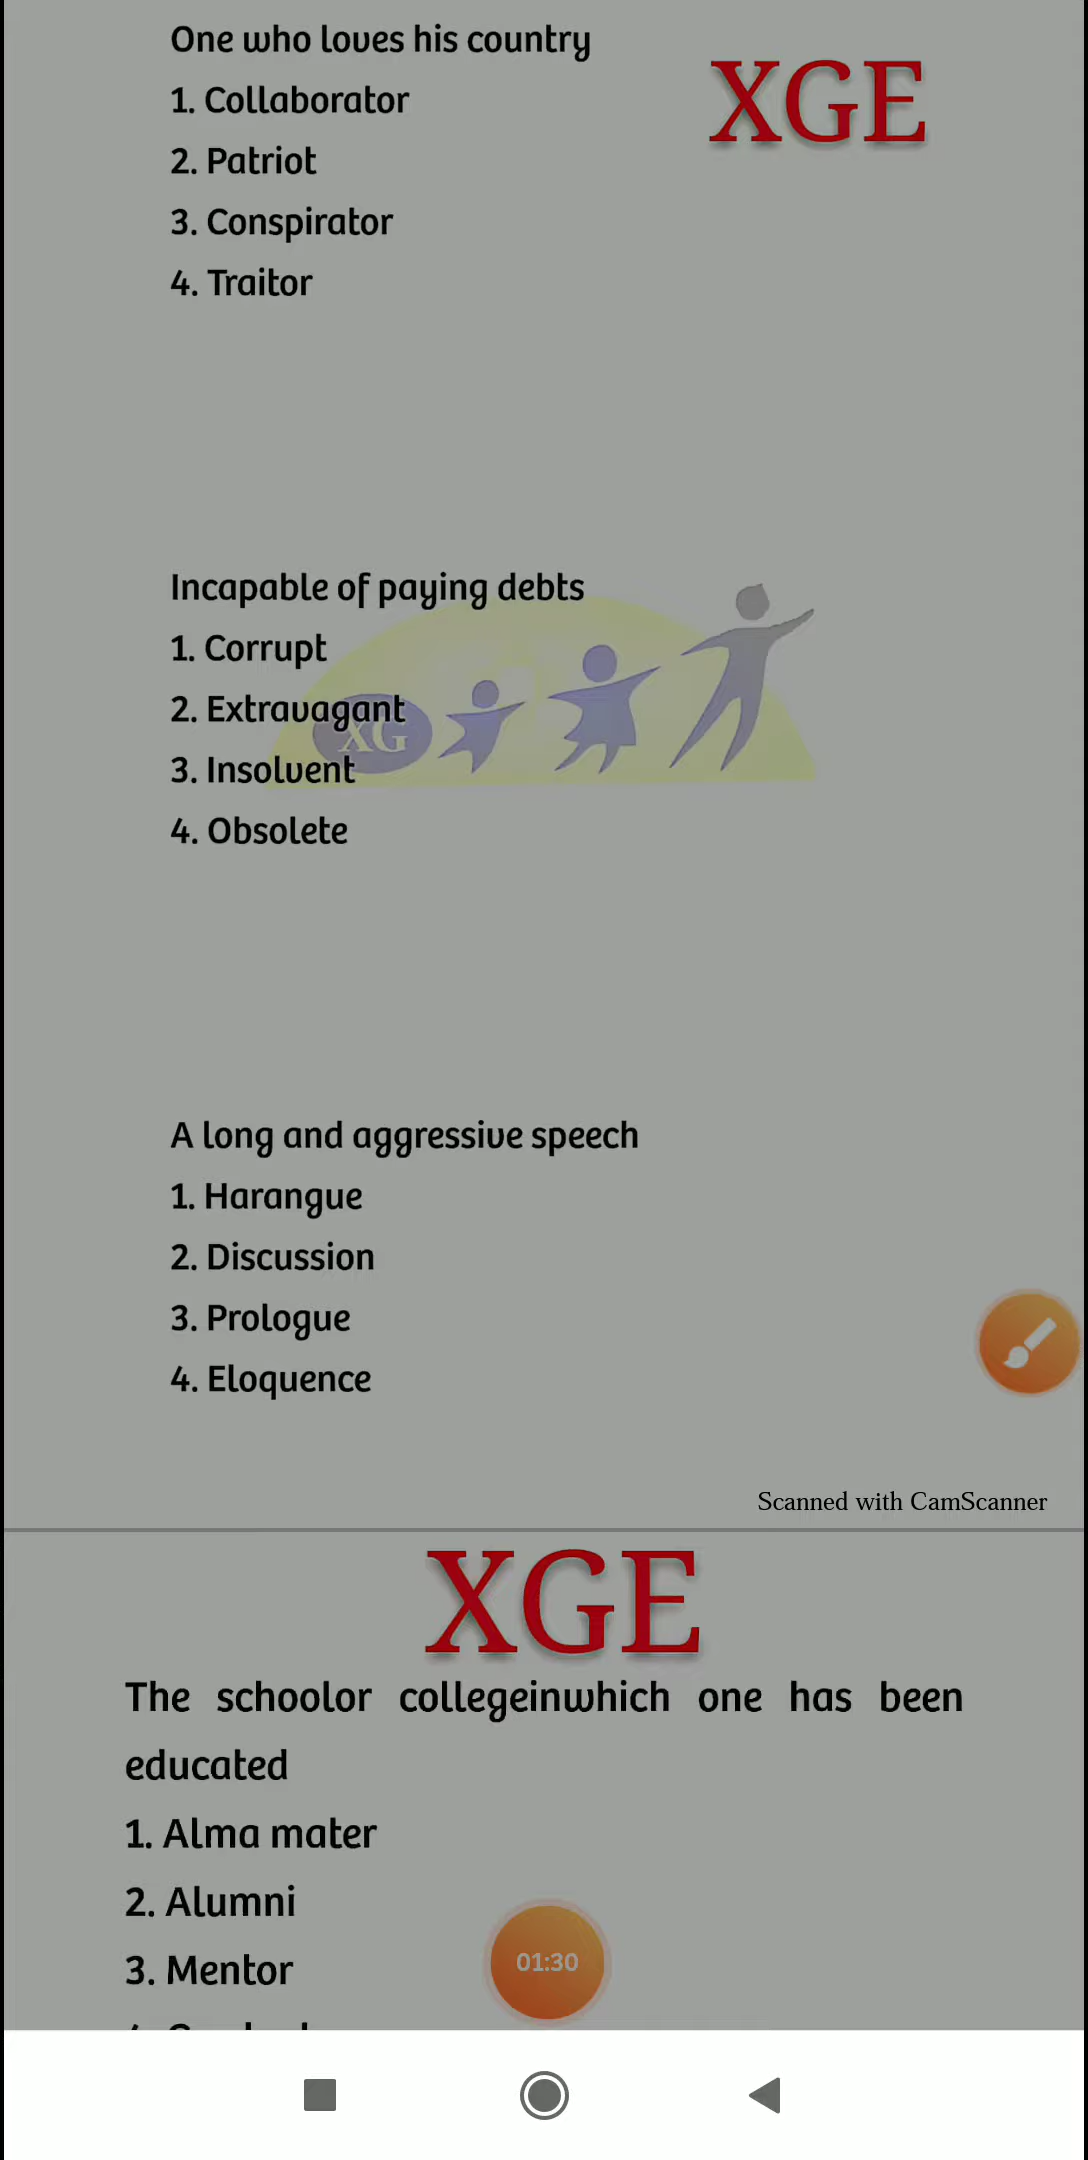 One who loves his country
XGE
1. Collaborator
2. Patriot
3. Conspirator
4. Traitor
Incapable of paying debts
1. Corrupt
2. Extravagant
XG
3. Insolvent
4. Obsolete
A long and aggressive speech
1. Harangue
2. Discussion
3. Prologue
4. Eloquence
Scanned with CamScanner
XGE
The schoolor collegeinwhich one has been
educated
1. Alma mater
2. Alumni
3. Mentor
01:30